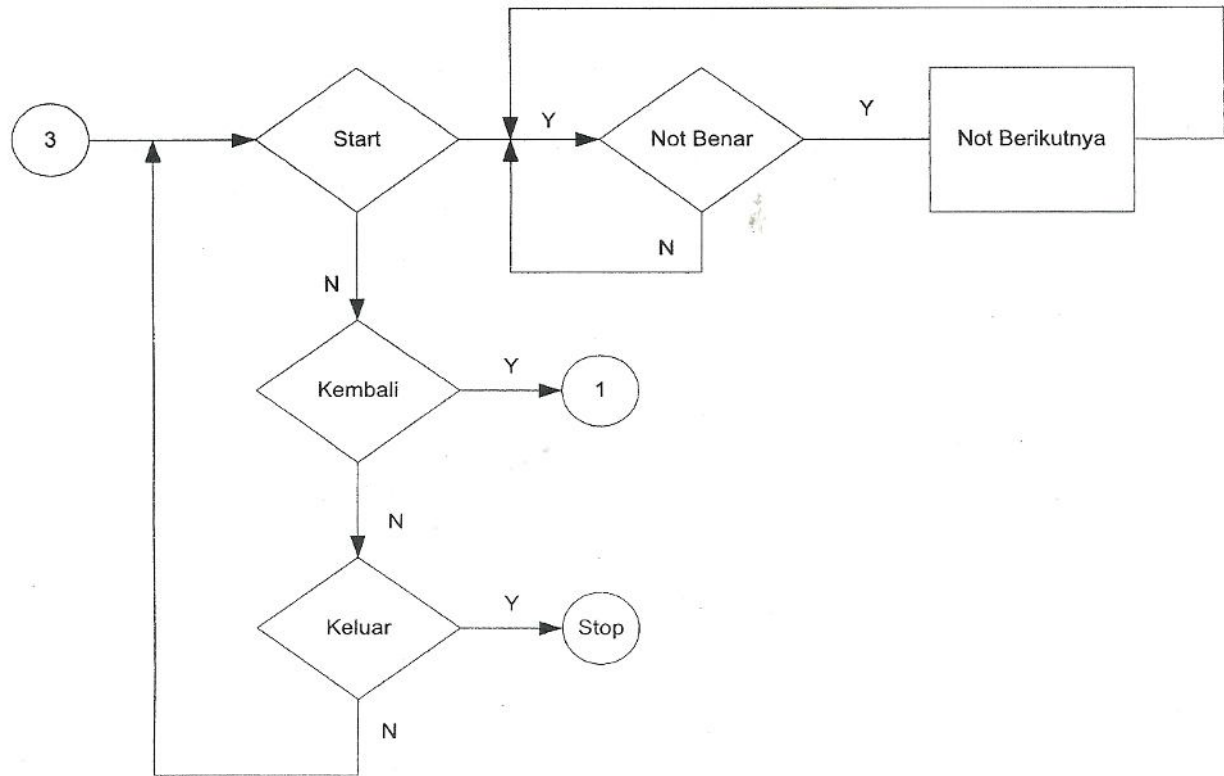 3
Start
Y
Not Benar
Y
Not Berikutnya
N
N
Kembali
Y
1
N
Keluar
Y
Stop
N